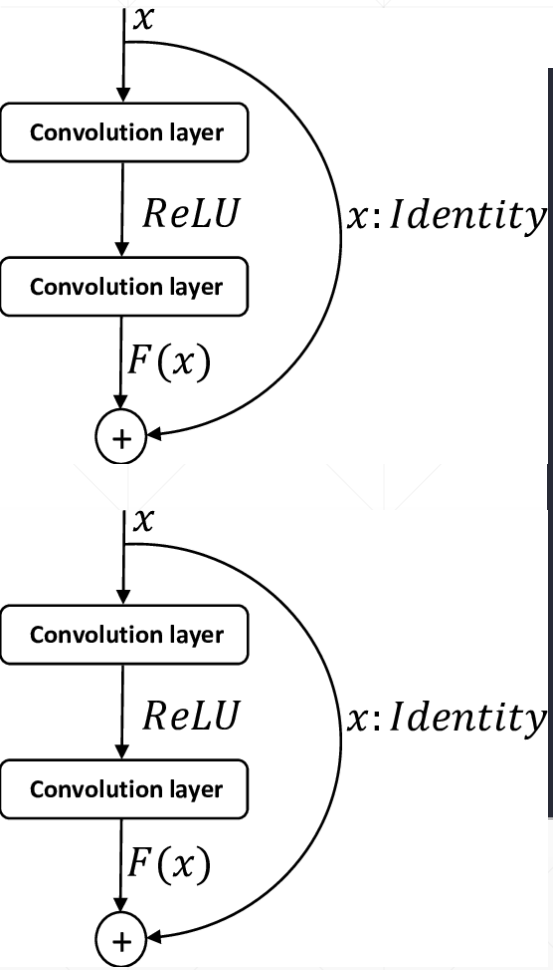 x
Convolution layer
ReLU
x: Identity
Convolution layer
F(x)
+
x
Convolution layer
ReLU
x: Identity
Convolution layer
F(x)
+